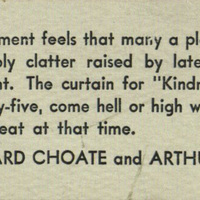 ment feels that many a pl
bly clatter raised by late
nt. The curtain for "Kindr
y-five, come hell or high w
eat at that time.
ARD CHOATE and ARTHU